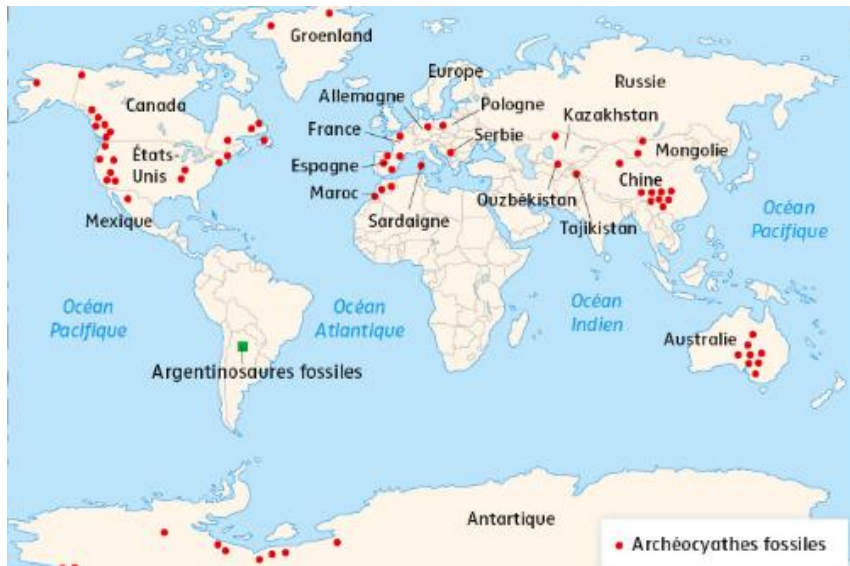 Groenland
Europe
Russie
Canada
Allemagne
Pologne
Kazakhstan
France
Serbie
États-
Unis
Espagne
Mongolie
Chine
Maroc
Ouzbékistan
Mexique
Sardaigne
Tajikistan
Océan
Pacifique
Océan
Pacifique
Océan
Atlantique
Océan
Indien
Australie
Argentinosaures fossiles
Antartique
Archéocyathes fossiles